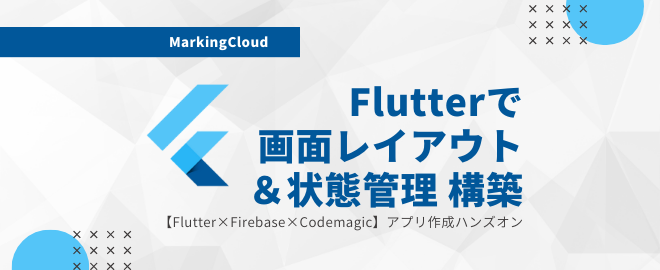 MarkingCloud
Flutterで
画面レイアウト
&状態管理 構築
【Flutter×Firebase×Codemagic】アプリ作成ハンズオン